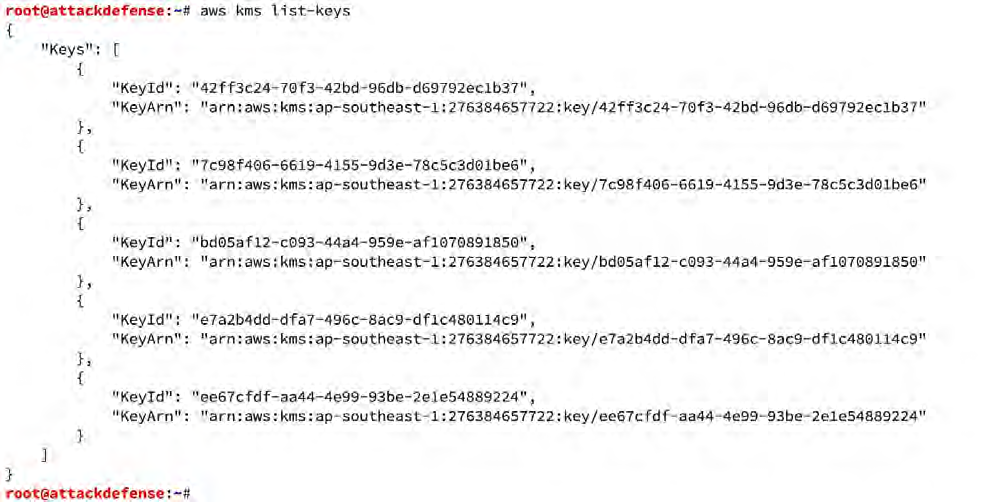 root@attackdefense:~# aws kms list-keys
{
    "Keys": [
        {
            "KeyId": "42ff3c24-70f3-42bd-96db-d69792ec1b37",
            "KeyArn": "arn:aws:kms:ap-southeast-1:276384657722:key/42ff3c24-70f3-42bd-96db-d69792ec1b37"
        },
        {
            "KeyId": "7c98f406-6619-4155-9d3e-78c5c3d01be6",
            "KeyArn": "arn:aws:kms:ap-southeast-1:276384657722:key/7c98f406-6619-4155-9d3e-78c5c3d01be6"
        },
        {
            "KeyId": "bd05af12-c093-44a4-959e-af1070891850",
            "KeyArn": "arn:aws:kms:ap-southeast-1:276384657722:key/bd05af12-c093-44a4-959e-af1070891850"
        },
        {
            "KeyId": "e7a2b4dd-dfa7-496c-8ac9-df1c480114c9",
            "KeyArn": "arn:aws:kms:ap-southeast-1:276384657722:key/e7a2b4dd-dfa7-496c-8ac9-df1c480114c9"
        },
        {
            "KeyId": "ee67cfdf-aa44-4e99-93be-2e1e54889224",
            "KeyArn": "arn:aws:kms:ap-southeast-1:276384657722:key/ee67cfdf-aa44-4e99-93be-2e1e54889224"
        }
    ]
}
root@attackdefense:~#